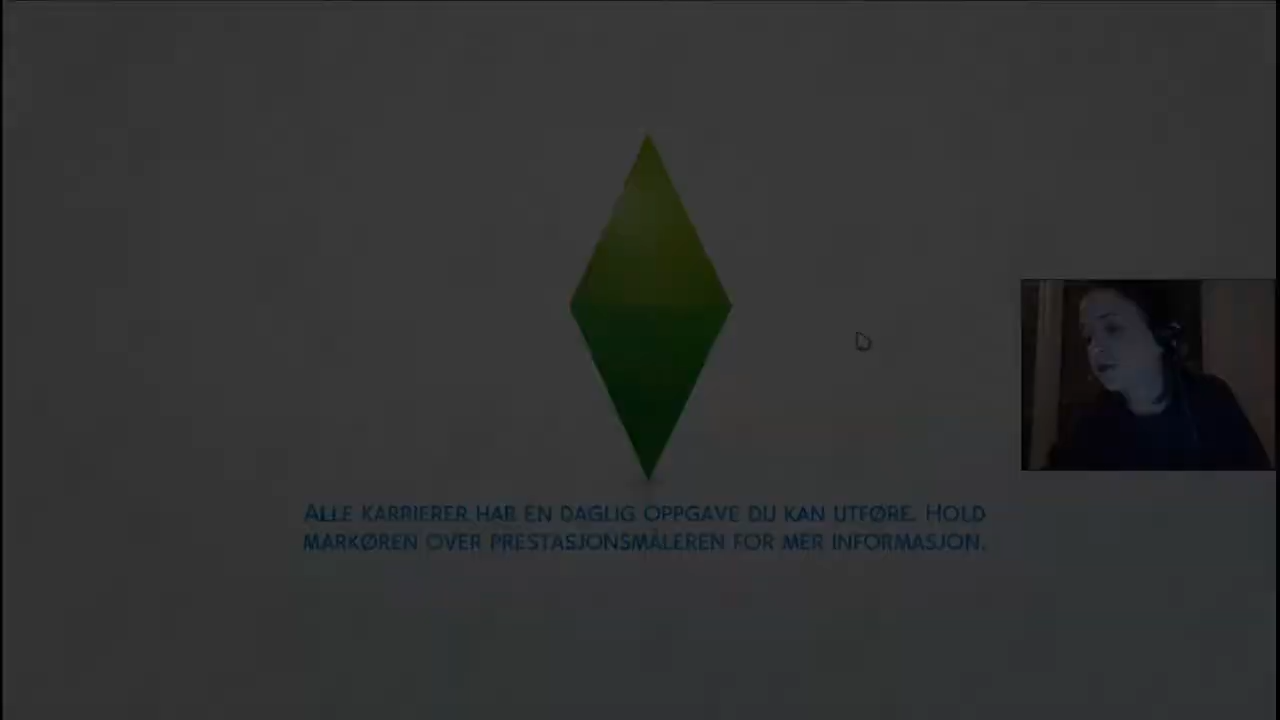 ALLE KARRIERER HAR EN DAGLIG OPPGAVE DU KAN UTFØRE. HOLD
MARKØREN OVER PRESTASJONSMÅLEREN FOR MER INFORMASJON.